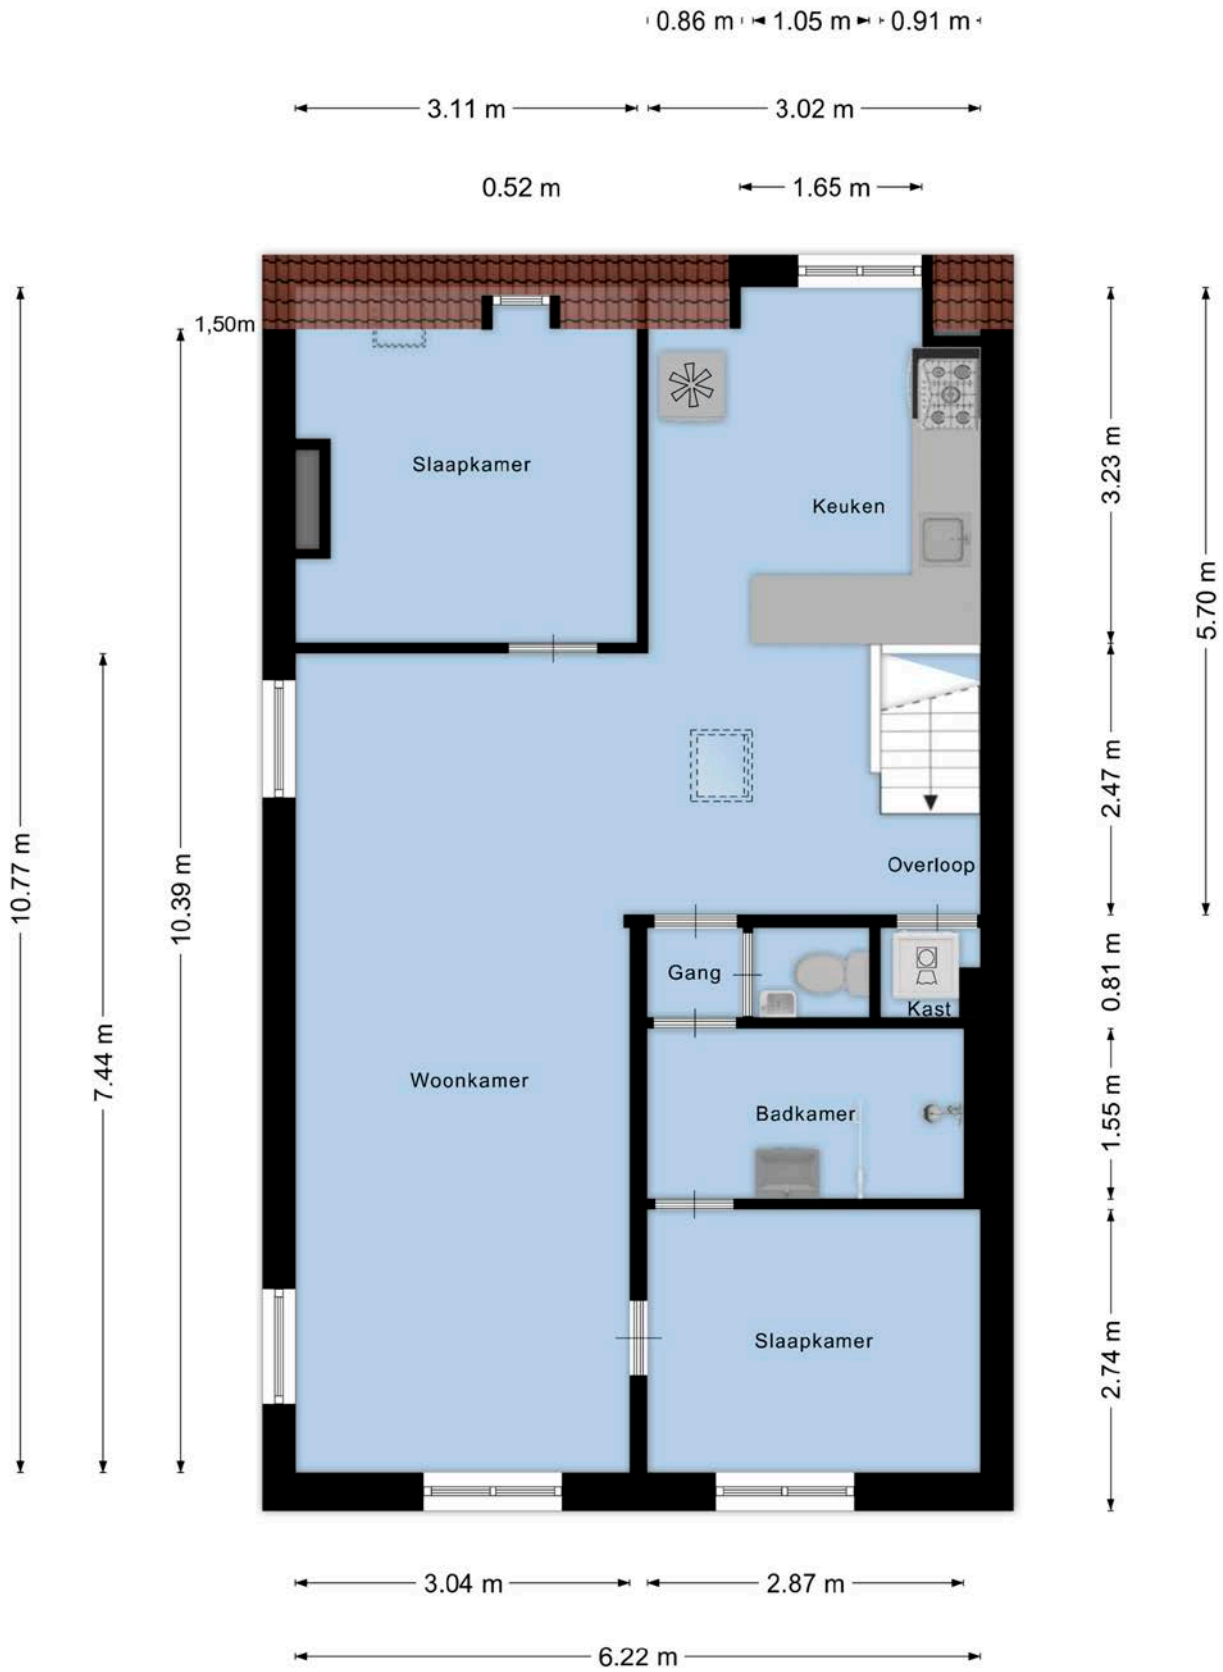 0.86 m 1.05 m 0.91 m
3.11 m 3.02 m
0.52 m 1.65 m
1,50m
Slaapkamer
Keuken
3.23 m
5.70 m
2.47 m
10.77 m
10.39 m
Overloop
Gang
Kast
0.81 m
7.44 m
Woonkamer
Badkamer
1.55 m
Slaapkamer
2.74 m
3.04 m 2.87 m
6.22 m